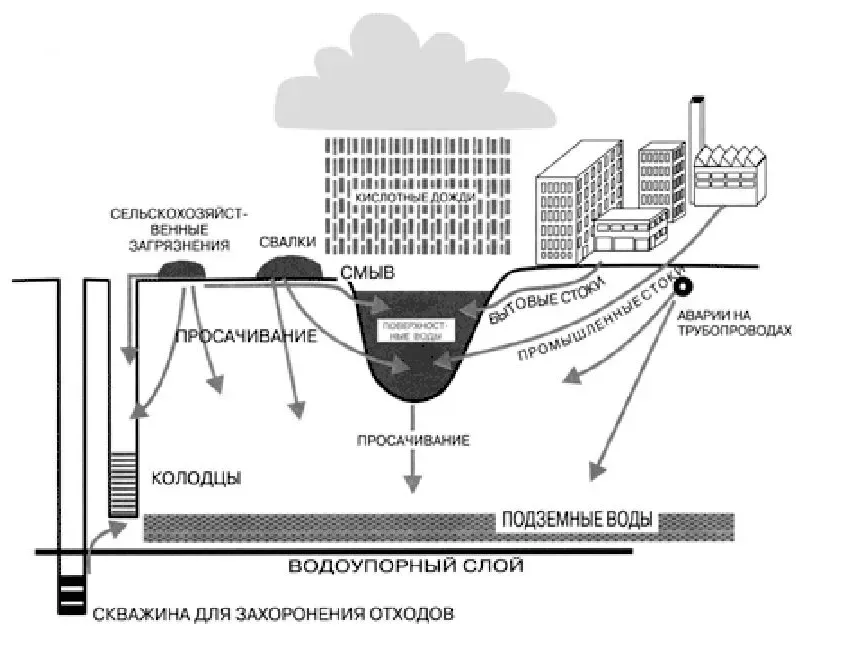 КИСЛОТНЫЕ ДОЖДИ
СЕЛЬСКОХОЗЯЙСТ-
ВЕННЫЕ
ЗАГРЯЗНЕНИЯ
СВАЛКИ
СМЫВ
БЫТОВЫЕ СТОКИ
ПРОМЫШЛЕННЫЕ СТОКИ
АВАРИИ НА
ТРУБОПРОВОДАХ
ПОВЕРХНОСТ-
НЫЕ ВОДЫ
ПРОСАЧИВАНИЕ
ПРОСАЧИВАНИЕ
КОЛОДЦЫ
ПОДЗЕМНЫЕ ВОДЫ
ВОДОУПОРНЫЙ СЛОЙ
СКВАЖИНА ДЛЯ ЗАХОРОНЕНИЯ ОТХОДОВ